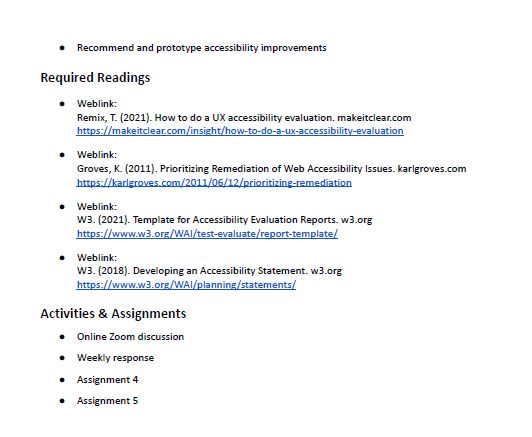 ● Recommend and prototype accessibility improvements
Required Readings
● Weblink:
Remix, T. (2021). How to do a UX accessibility evaluation. makeitclear.com
https://makeitclear.com/insight/how-to-do-a-ux-accessibility-evaluation
● Weblink:
Groves, K. (2011). Prioritizing Remediation of Web Accessibility Issues. karlgroves.com
https://karlgroves.com/2011/06/12/prioritizing-remediation
● Weblink:
W3. (2021). Template for Accessibility Evaluation Reports. w3.org
https://www.w3.org/WAI/test-evaluate/report-template/
● Weblink:
W3. (2018). Developing an Accessibility Statement. w3.org
https://www.w3.org/WAI/planning/statements/
Activities & Assignments
● Online Zoom discussion
● Weekly response
● Assignment 4
● Assignment 5